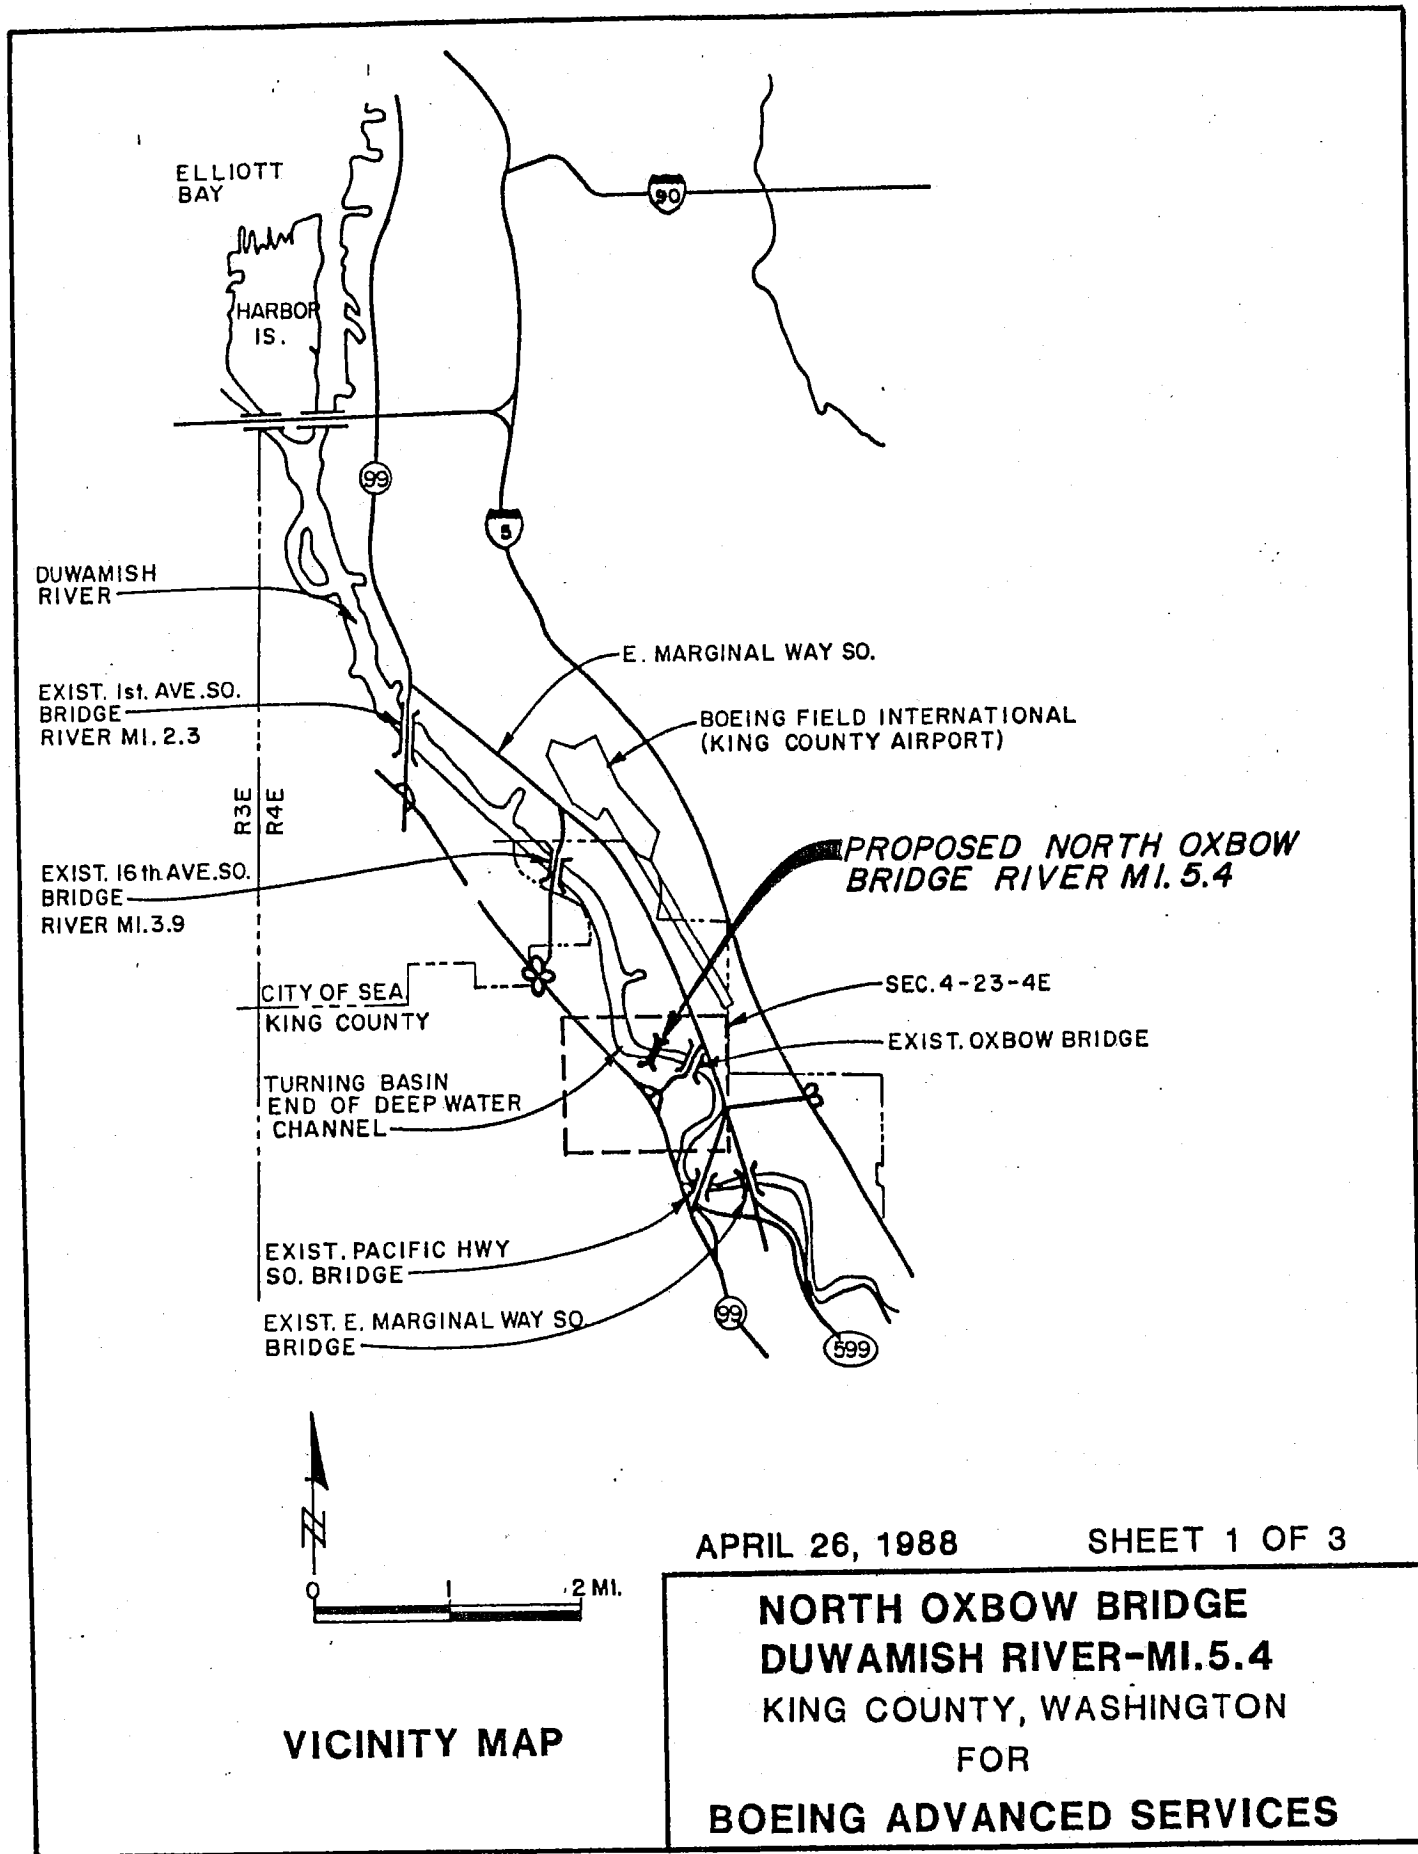 ELLIOTT
BAY
90
HARBOR
IS.
99
5
DUWAMISH
RIVER
E. MARGINAL WAY SO.
EXIST. 1st. AVE.SO.
BRIDGE
RIVER MI. 2.3
BOEING FIELD INTERNATIONAL
(KING COUNTY AIRPORT)
R3E
R4E
PROPOSED NORTH OXBOW
BRIDGE RIVER MI. 5.4
EXIST. 16th AVE.SO.
BRIDGE
RIVER MI.3.9
SEC. 4-23-4E
CITY OF SEA.
KING COUNTY
EXIST. OXBOW BRIDGE
TURNING BASIN
END OF DEEP WATER
CHANNEL
EXIST. PACIFIC HWY
SO. BRIDGE
EXIST. E. MARGINAL WAY SO.
BRIDGE
99
599
N
0 1 2 MI.
VICINITY MAP
APRIL 26, 1988 SHEET 1 OF 3
NORTH OXBOW BRIDGE
DUWAMISH RIVER-MI.5.4
KING COUNTY, WASHINGTON
FOR
BOEING ADVANCED SERVICES